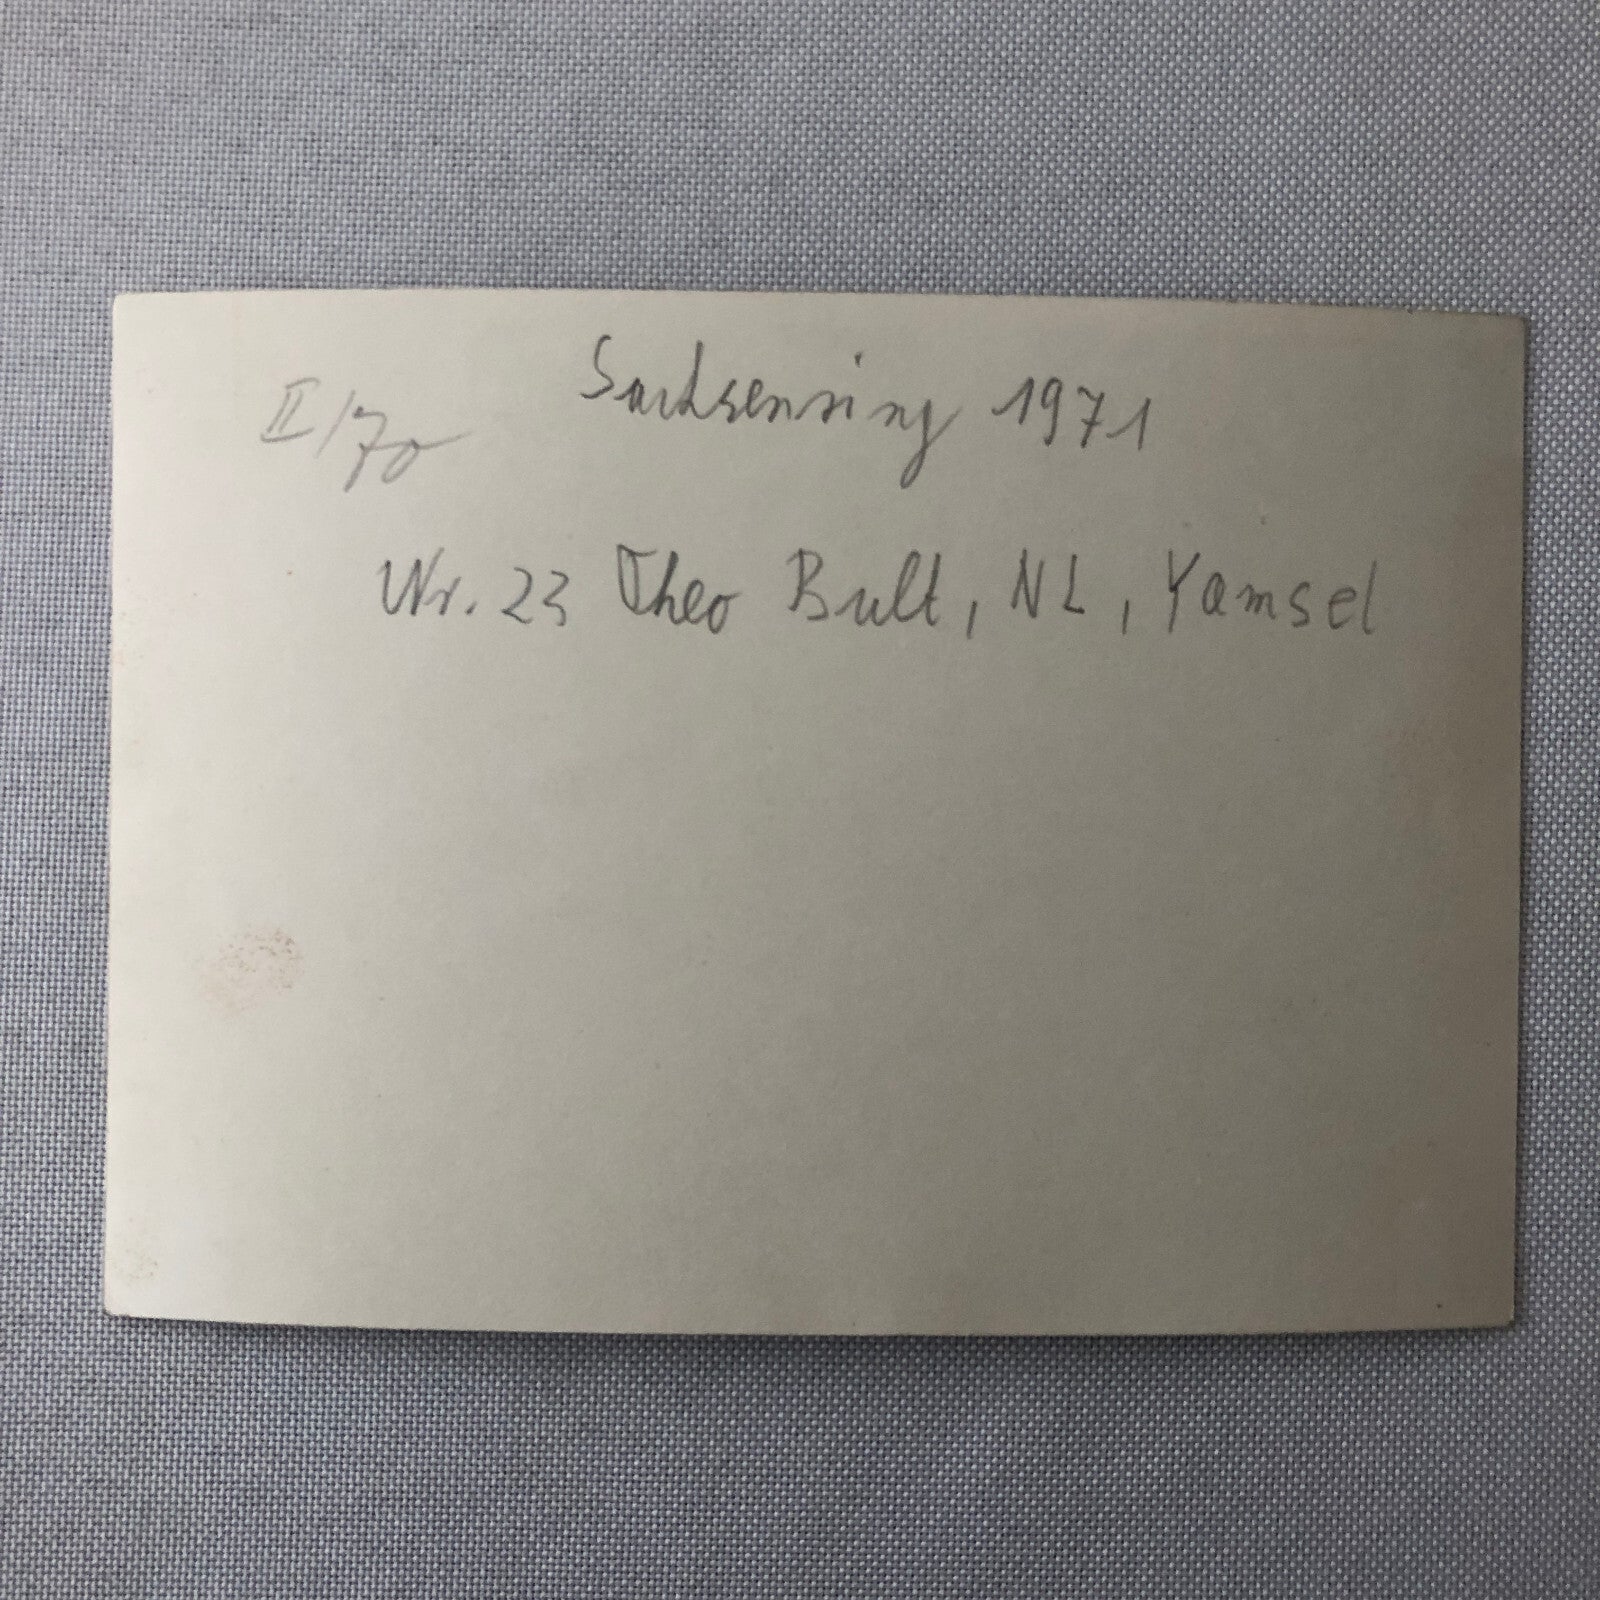 Sachsenring 1971
II/70
Nr. 23 Theo Bult, NL, Yamsel